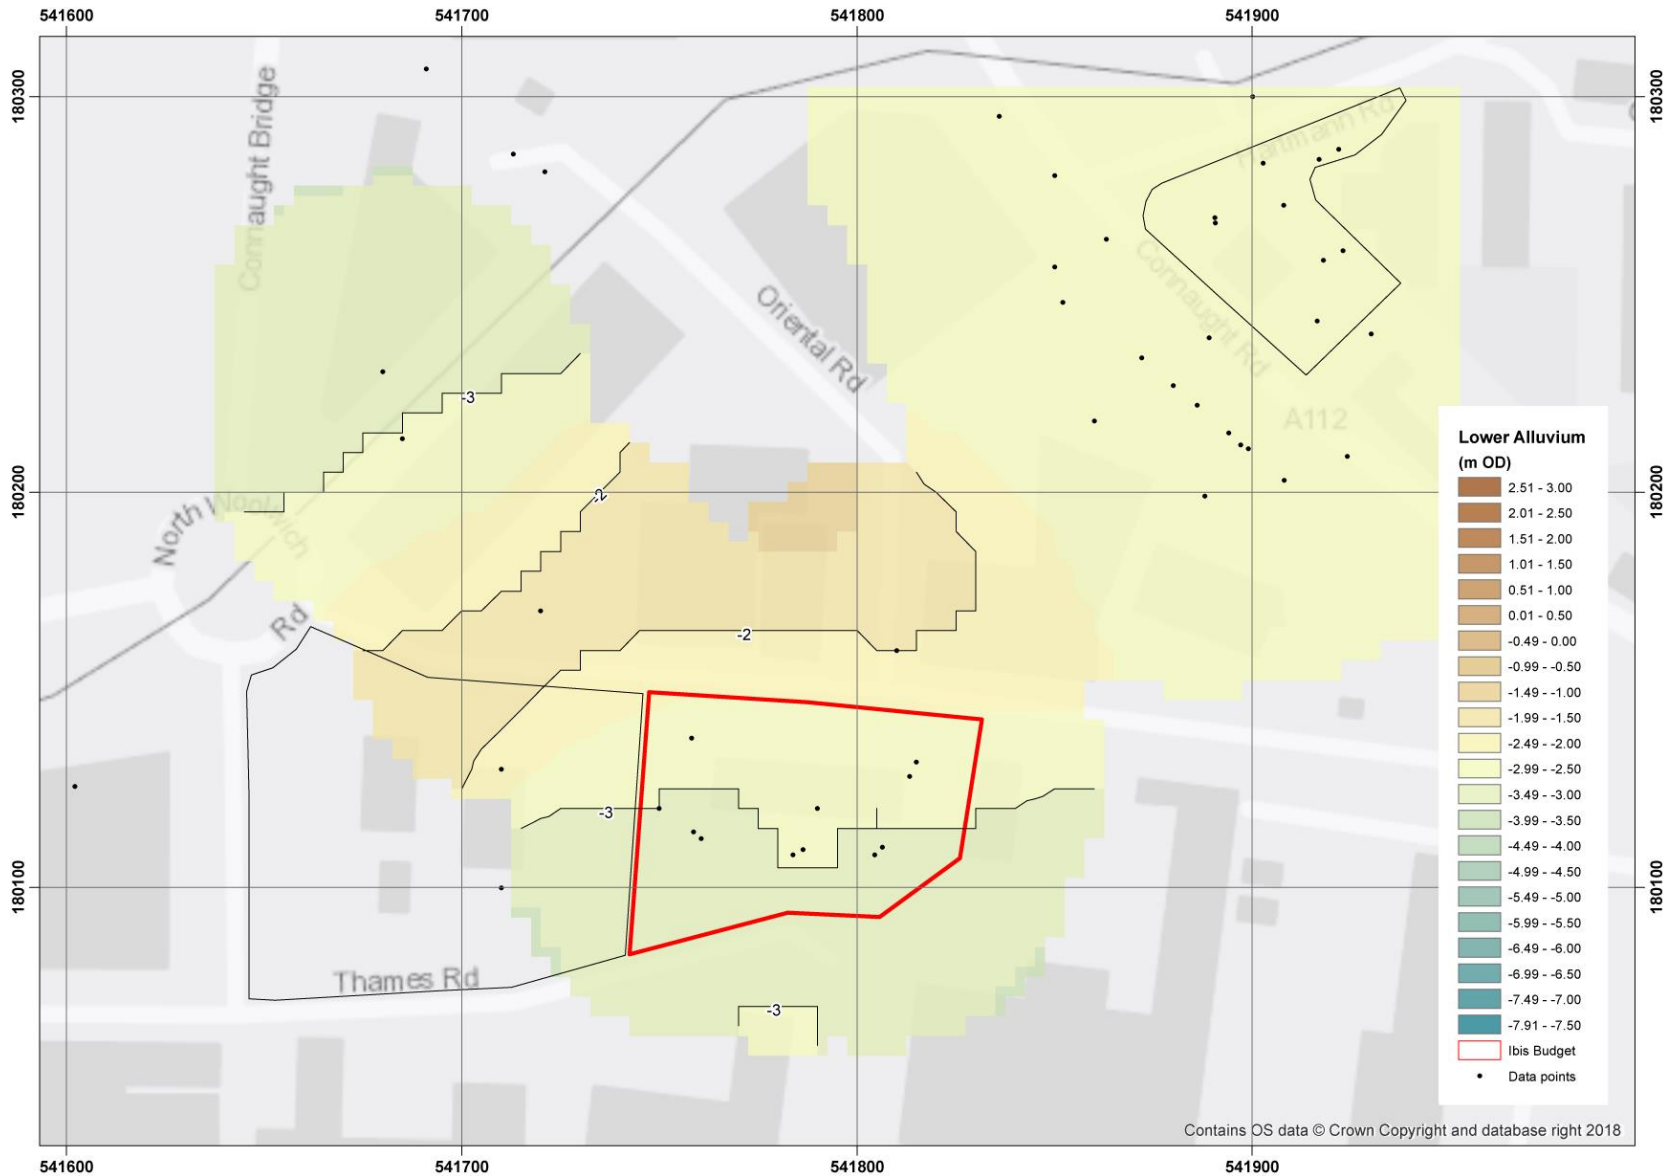 541600 541700 541800 541900
180300
180300
Connaught Bridge
Hartmann Rd
Oriental Rd
Connaught Rd
A112
-3
-2
180200
180200
North Woolwich
Rd
-2
-3
180100
180100
Thames Rd
-3
Lower Alluvium
(m OD)
2.51 - 3.00
2.01 - 2.50
1.51 - 2.00
1.01 - 1.50
0.51 - 1.00
0.01 - 0.50
-0.49 - 0.00
-0.99 - -0.50
-1.49 - -1.00
-1.99 - -1.50
-2.49 - -2.00
-2.99 - -2.50
-3.49 - -3.00
-3.99 - -3.50
-4.49 - -4.00
-4.99 - -4.50
-5.49 - -5.00
-5.99 - -5.50
-6.49 - -6.00
-6.99 - -6.50
-7.49 - -7.00
-7.91 - -7.50
Ibis Budget
Data points
Contains OS data © Crown Copyright and database right 2018
541600 541700 541800 541900